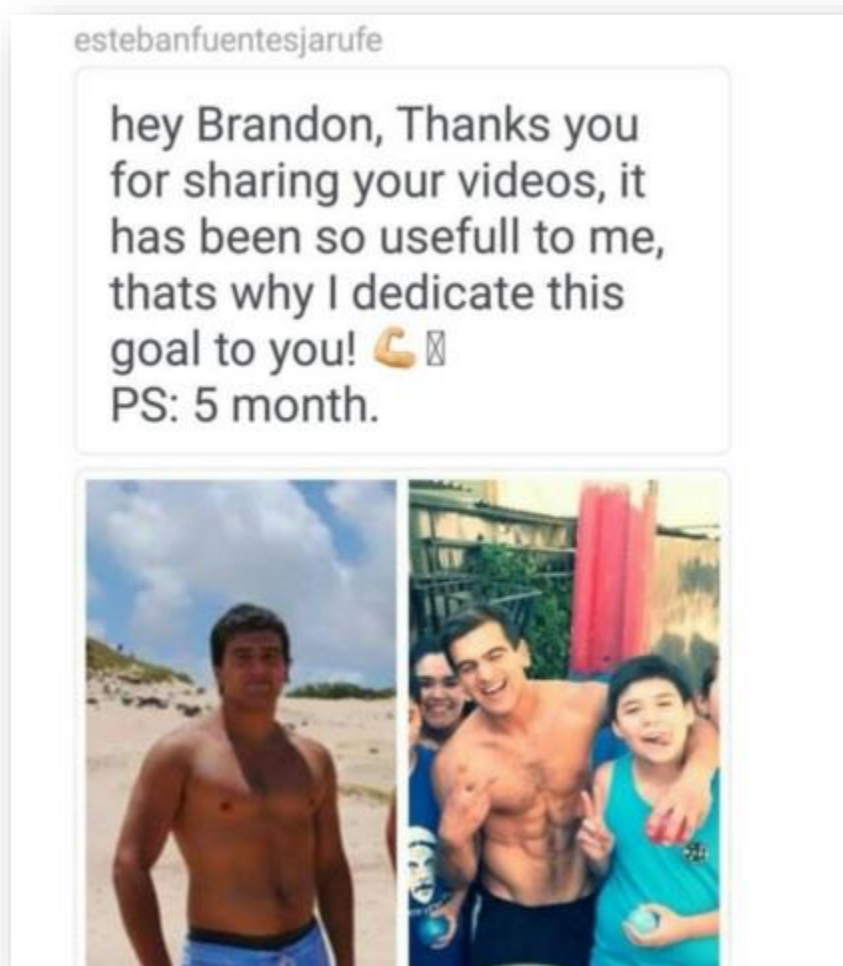 estebanfuentesjarufe
hey Brandon, Thanks you
for sharing your videos, it
has been so usefull to me,
thats why I dedicate this
goal to you! 💪
PS: 5 month.